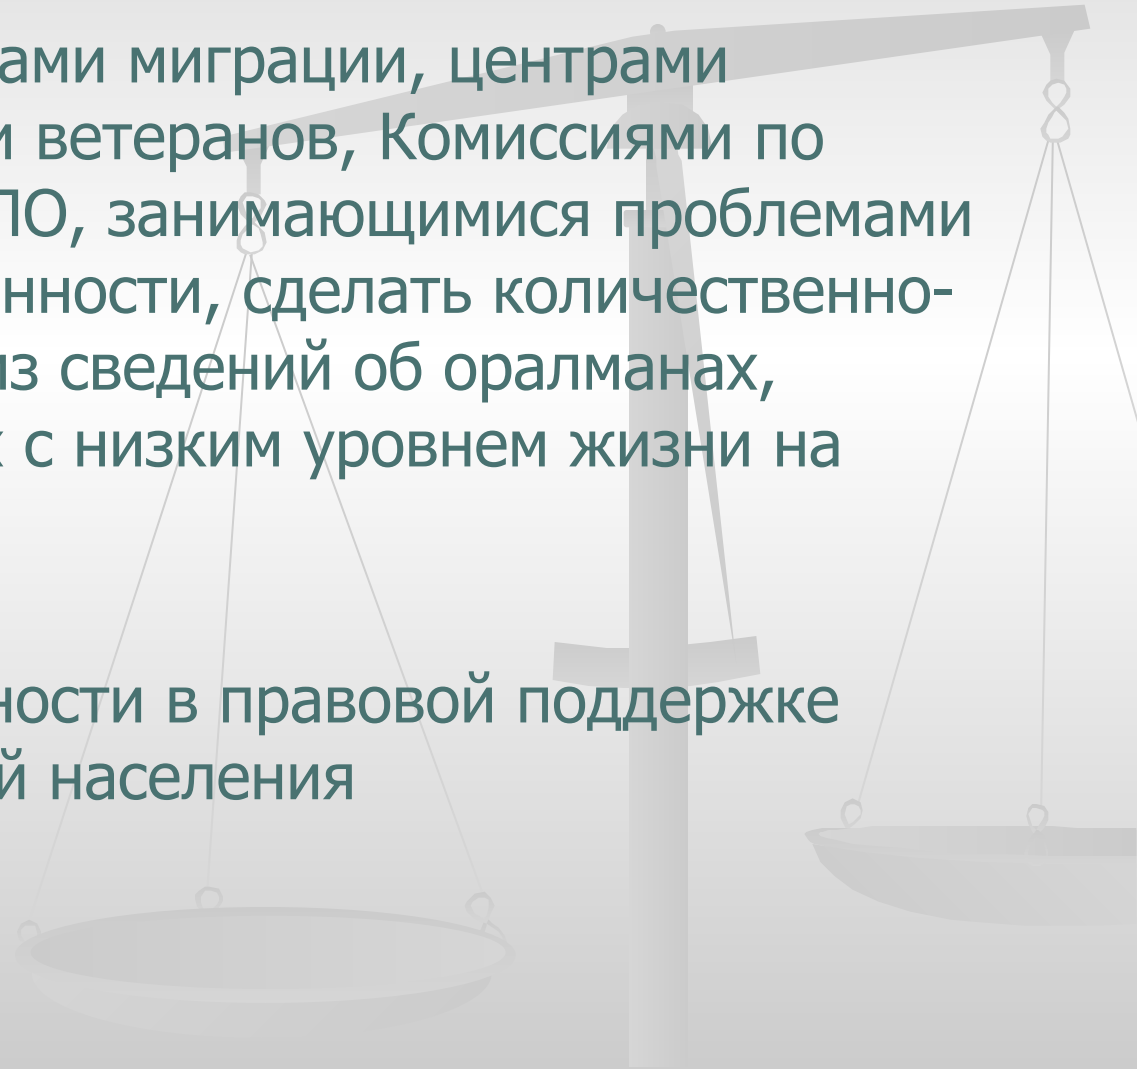 ами миграции, центрами
и ветеранов, Комиссиями по
ПО, занимающимися проблемами
нности, сделать количественно-
из сведений об оралманах,
х с низким уровнем жизни на
ности в правовой поддержке
й населения